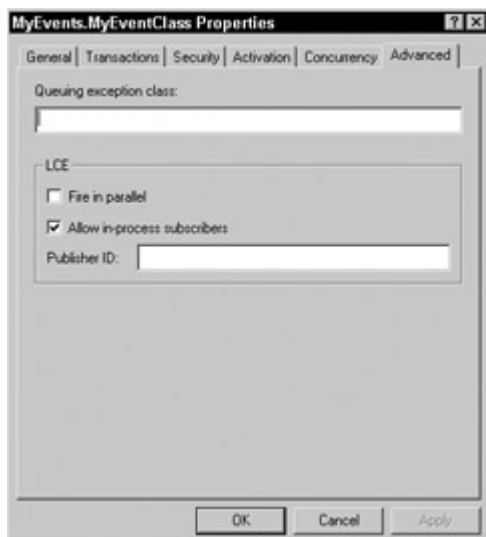 MyEvents.MyEventClass Properties
General Transactions Security Activation Concurrency Advanced
Queuing exception class:
LCE
Fire in parallel
Allow in-process subscribers
Publisher ID:
OK Cancel Apply